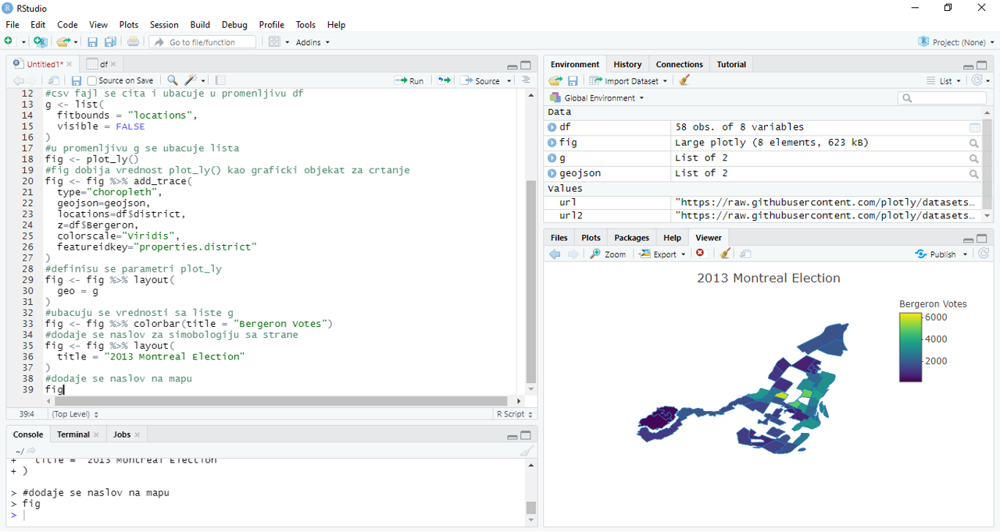 RStudio
File Edit Code View Plots Session Build Debug Profile Tools Help
Go to file/function Addins Project: (None)
Untitled1* df
Source on Save Run Source
12 #csv fajl se cita i ubacuje u promenljivu df
13 g <- list(
14 fitbounds = "locations",
15 visible = FALSE
16 )
17 #u promenljivu g se ubacuje lista
18 fig <- plot_ly()
19 #fig dobija vrednost plot_ly() kao graficki objekat za crtanje
20 fig <- fig %>% add_trace(
21 type="choropleth",
22 geojson=geojson,
23 locations=df$district,
24 z=df$Bergeron,
25 colorscale="Viridis",
26 featureidkey="properties.district"
27 )
28 #definisu se parametri plot_ly
29 fig <- fig %>% layout(
30 geo = g
31 )
32 #ubacuju se vrednosti sa liste g
33 fig <- fig %>% colorbar(title = "Bergeron Votes")
34 #dodaje se naslov za simobologiju sa strane
35 fig <- fig %>% layout(
36 title = "2013 Montreal Election"
37 )
38 #dodaje se naslov na mapu
39 fig
39:4 (Top Level) R Script
Console Terminal Jobs
~/
+ title = "2013 Montreal Election"
+ )
> #dodaje se naslov na mapu
> fig
>
Environment History Connections Tutorial
Import Dataset List
Global Environment
Data
df 58 obs. of 8 variables
fig Large plotly (8 elements, 623 kB)
g List of 2
geojson List of 2
Values
url "https://raw.githubusercontent.com/plotly/datasets…
url2 "https://raw.githubusercontent.com/plotly/datasets…
Files Plots Packages Help Viewer
Zoom Export Publish
2013 Montreal Election
Bergeron Votes
6000
4000
2000